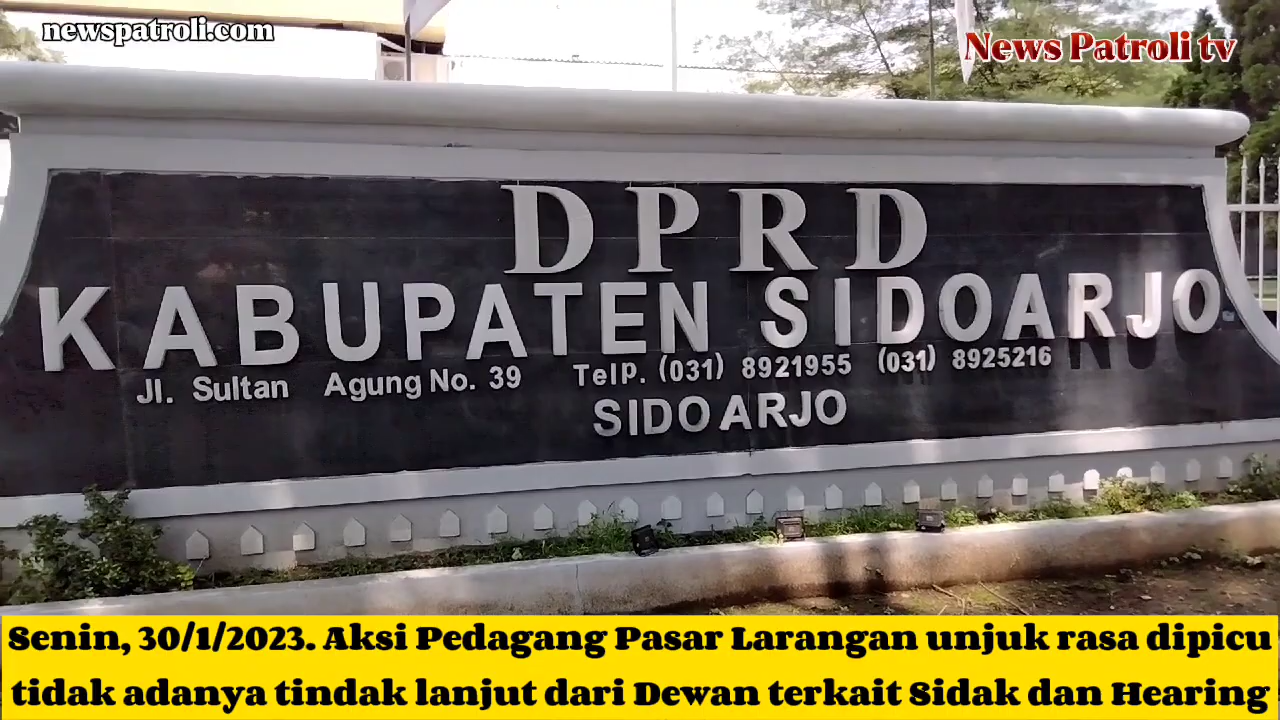 newspatroli.com
News Patroli tv
DPRD
KABUPATEN SIDOARJO
Jl. Sultan Agung No. 39 Telp. (031) 8921955 (031) 8925216
SIDOARJO
Senin, 30/1/2023. Aksi Pedagang Pasar Larangan unjuk rasa dipicu
tidak adanya tindak lanjut dari Dewan terkait Sidak dan Hearing